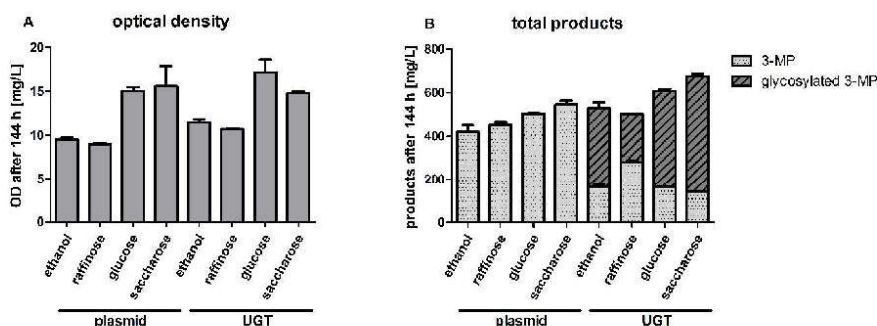 A
optical density
OD after 144 h [mg/L]
20
15
10
5
0
ethanol
raffinose
glucose
saccharose
ethanol
raffinose
glucose
saccharose
plasmid
UGT
B
total products
products after 144 h [mg/L]
800
600
400
200
0
ethanol
raffinose
glucose
saccharose
ethanol
raffinose
glucose
saccharose
plasmid
UGT
3-MP
glycosylated 3-MP